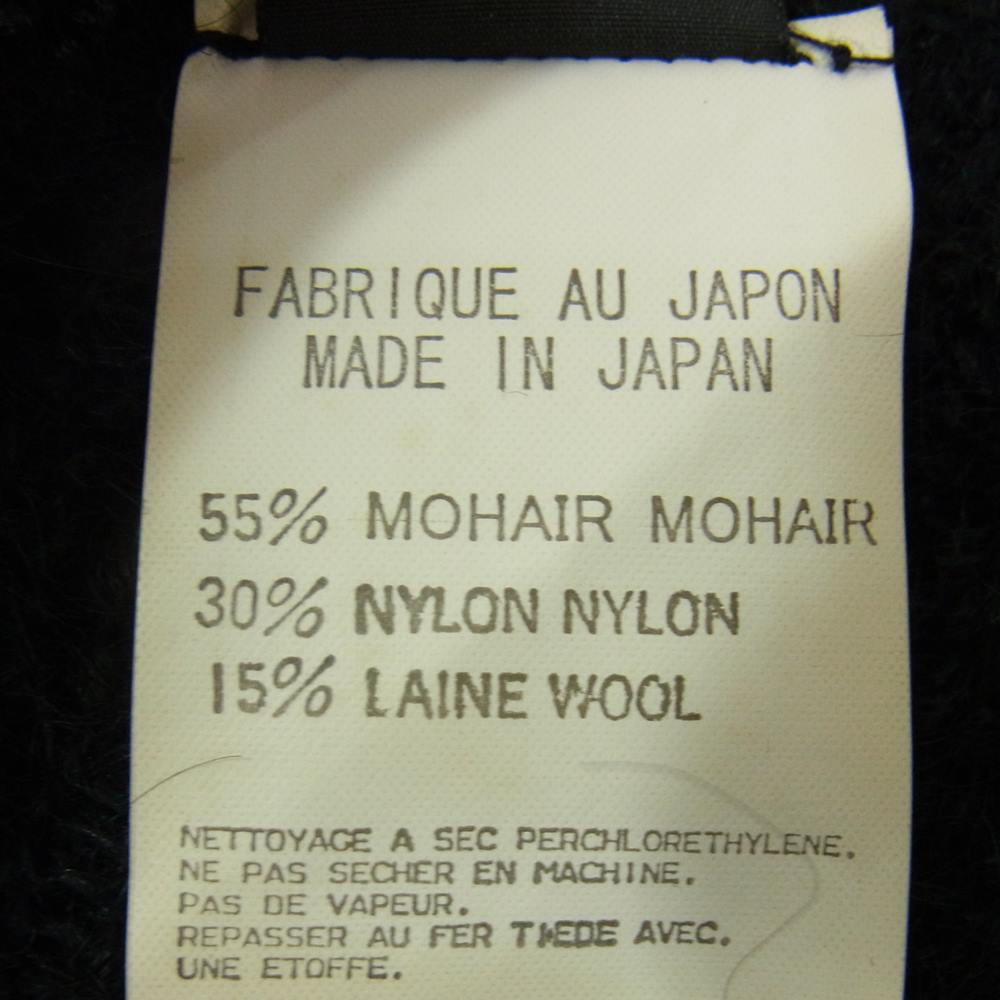 FABRIQUE AU JAPON
MADE IN JAPAN
55% MOHAIR MOHAIR
30% NYLON NYLON
15% LAINE WOOL
NETTOYAGE A SEC PERCHLORETHYLENE.
NE PAS SECHER EN MACHINE.
PAS DE VAPEUR.
REPASSER AU FER TIEDE AVEC.
UNE ETOFFE.